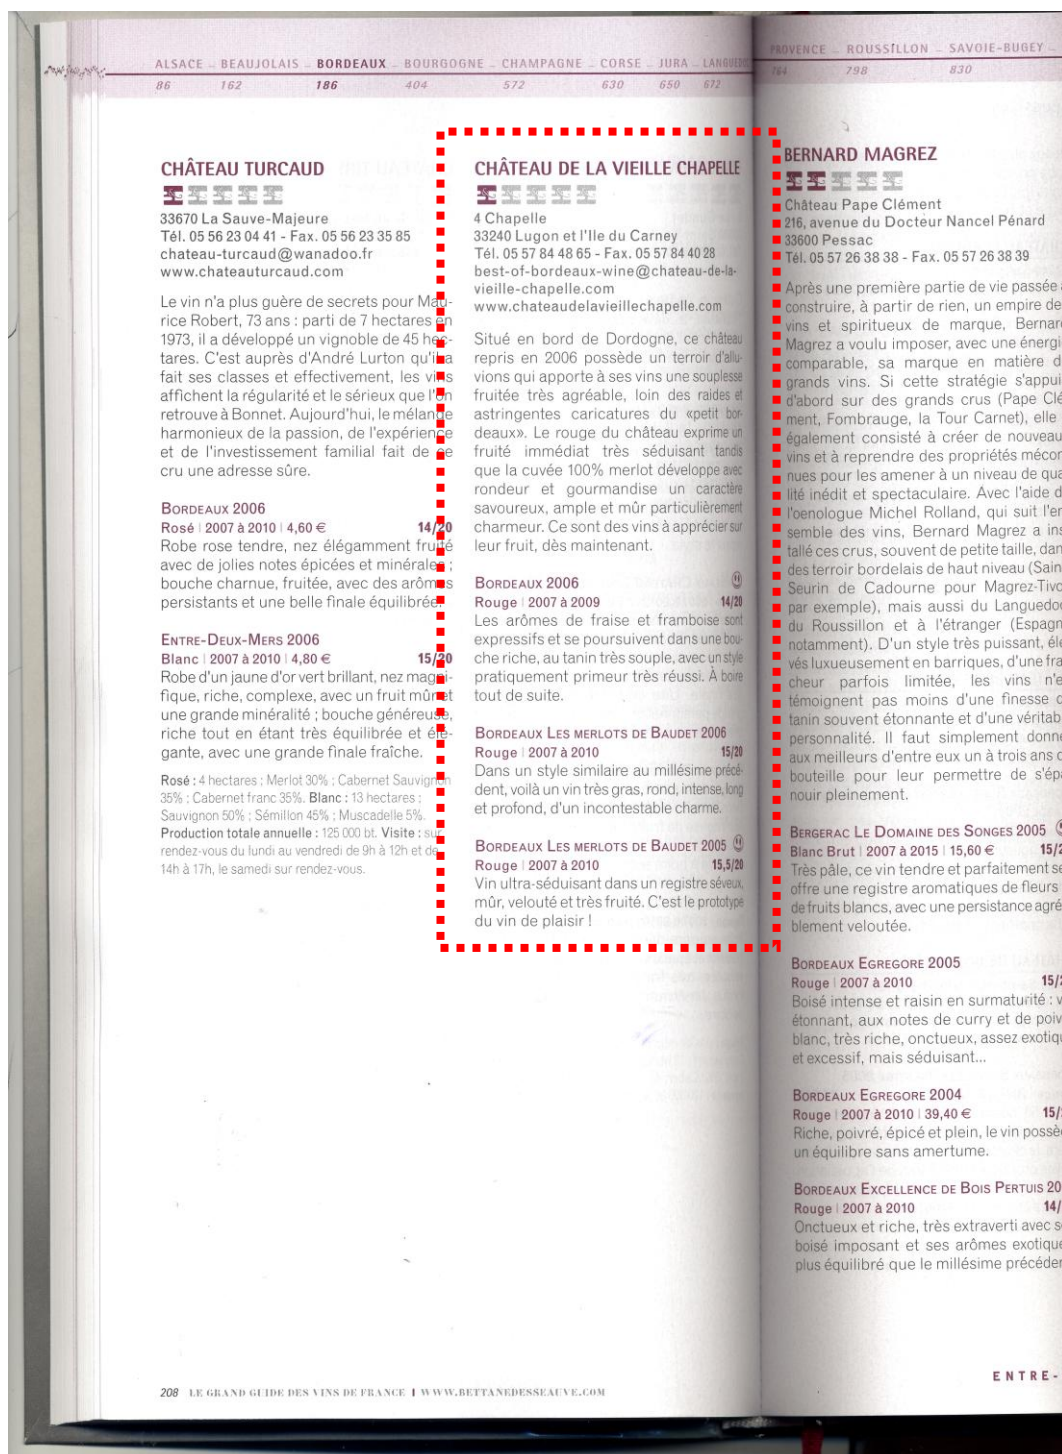 ALSACE _ BEAUJOLAIS _ BORDEAUX _ BOURGOGNE _ CHAMPAGNE _ CORSE _ JURA _
86 162 186 404 572 630 650 672
CHÂTEAU TURCAUD
33670 La Sauve-Majeure
Tél. 05 56 23 04 41 - Fax. 05 56 23 35 85
chateau-turcaud@wanadoo.fr
www.chateauturcaud.com
Le vin n'a plus guère de secrets pour Mau-
rice Robert, 73 ans : parti de 7 hectares en
1973, il a développé un vignoble de 45 hec-
tares. C'est auprès d'André Lurton qu'il a
fait ses classes et effectivement, les vins
affichent la régularité et le sérieux que l'on
retrouve à Bonnet. Aujourd'hui, le mélange
harmonieux de la passion, de l'expérience
et de l'investissement familial fait de ce
cru une adresse sûre.
BORDEAUX 2006
Rosé | 2007 à 2010 | 4,60 € 14/20
Robe rose tendre, nez élégamment fruité
avec de jolies notes épicées et minérales ;
bouche charnue, fruitée, avec des arômes
persistants et une belle finale équilibrée.
ENTRE-DEUX-MERS 2006
Blanc | 2007 à 2010 | 4,80 € 15/20
Robe d'un jaune d'or vert brillant, nez magni-
fique, riche, complexe, avec un fruit mûr et
une grande minéralité ; bouche généreuse,
riche tout en étant très équilibrée et élé-
gante, avec une grande finale fraîche.
Rosé : 4 hectares ; Merlot 30% ; Cabernet Sauvignon
35% ; Cabernet franc 35%. Blanc : 13 hectares ;
Sauvignon 50% ; Sémillon 45% ; Muscadelle 5%.
Production totale annuelle : 125 000 bt. Visite : sur
rendez-vous du lundi au vendredi de 9h à 12h et de
14h à 17h, le samedi sur rendez-vous.
CHÂTEAU DE LA VIEILLE CHAPELLE
4 Chapelle
33240 Lugon et l'Ile du Carney
Tél. 05 57 84 48 65 - Fax. 05 57 84 40 28
best-of-bordeaux-wine@chateau-de-la-
vieille-chapelle.com
www.chateaudelavieillechapelle.com
Situé en bord de Dordogne, ce château
repris en 2006 possède un terroir d'allu-
vions qui apporte à ses vins une souplesse
fruitée très agréable, loin des raides et
astringentes caricatures du «petit bor-
deaux». Le rouge du château exprime un
fruité immédiat très séduisant tandis
que la cuvée 100% merlot développe avec
rondeur et gourmandise un caractère
savoureux, ample et mûr particulièrement
charmeur. Ce sont des vins à apprécier sur
leur fruit, dès maintenant.
BORDEAUX 2006
Rouge | 2007 à 2009 14/20
Les arômes de fraise et framboise sont
expressifs et se poursuivent dans une bou-
che riche, au tanin très souple, avec un style
pratiquement primeur très réussi. À boire
tout de suite.
BORDEAUX LES MERLOTS DE BAUDET 2006
Rouge | 2007 à 2010 15/20
Dans un style similaire au millésime précé-
dent, voilà un vin très gras, rond, intense, long
et profond, d'un incontestable charme.
BORDEAUX LES MERLOTS DE BAUDET 2005
Rouge | 2007 à 2010 15,5/20
Vin ultra-séduisant dans un registre séveux,
mûr, velouté et très fruité. C'est le prototype
du vin de plaisir !
208 LE GRAND GUIDE DES VINS DE FRANCE | WWW.BETTANEDESSEAUVE.COM
PROVENCE _ ROUSSILLON _ SAVOIE-BUGEY _
764 798 830
BERNARD MAGREZ
Château Pape Clément
216, avenue du Docteur Nancel Pénard
33600 Pessac
Tél. 05 57 26 38 38 - Fax. 05 57 26 38 39
Après une première partie de vie passée
construire, à partir de rien, un empire de
vins et spiritueux de marque, Bernar
Magrez a voulu imposer, avec une énergi
comparable, sa marque en matière d
grands vins. Si cette stratégie s'appui
d'abord sur des grands crus (Pape Clé
ment, Fombrauge, la Tour Carnet), elle
également consisté à créer de nouveau
vins et à reprendre des propriétés mécon
nues pour les amener à un niveau de qua
lité inédit et spectaculaire. Avec l'aide d
l'oenologue Michel Rolland, qui suit l'en
semble des vins, Bernard Magrez a ins
tallé ces crus, souvent de petite taille, dan
des terroir bordelais de haut niveau (Sain
Seurin de Cadourne pour Magrez-Tivo
par exemple), mais aussi du Languedo
du Roussillon et à l'étranger (Espagn
notamment). D'un style très puissant, éle
vés luxueusement en barriques, d'une fra
cheur parfois limitée, les vins n'e
témoignent pas moins d'une finesse d
tanin souvent étonnante et d'une véritab
personnalité. Il faut simplement donne
aux meilleurs d'entre eux un à trois ans d
bouteille pour leur permettre de s'épa
nouir pleinement.
BERGERAC LE DOMAINE DES SONGES 2005
Blanc Brut | 2007 à 2015 | 15,60 € 15/2
Très pâle, ce vin tendre et parfaitement se
offre une registre aromatiques de fleurs
de fruits blancs, avec une persistance agré
blement veloutée.
BORDEAUX EGREGORE 2005
Rouge | 2007 à 2010 15/2
Boisé intense et raisin en surmaturité : v
étonnant, aux notes de curry et de poiv
blanc, très riche, onctueux, assez exotiqu
et excessif, mais séduisant...
BORDEAUX EGREGORE 2004
Rouge | 2007 à 2010 | 39,40 € 15/
Riche, poivré, épicé et plein, le vin possè
un équilibre sans amertume.
BORDEAUX EXCELLENCE DE BOIS PERTUIS 20
Rouge | 2007 à 2010 14/
Onctueux et riche, très extraverti avec s
boisé imposant et ses arômes exotique
plus équilibré que le millésime précéden
ENTRE-